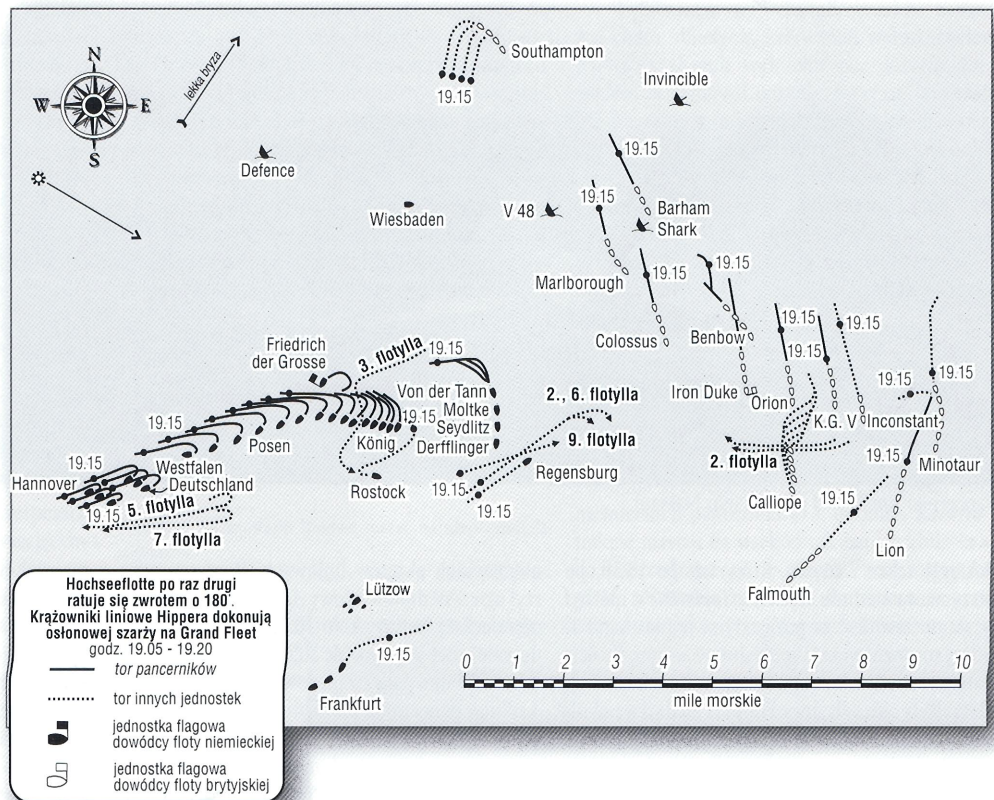 N
W
E
S
lekka bryza
Southampton
19.15
Invincible
Defence
19.15
Wiesbaden
V 48
19.15
Barham
Shark
Marlborough
19.15
19.15
Colossus
Benbow
19.15
19.15
19.15
Friedrich
der Grosse
3. flotylla
19.15
Von der Tann
Moltke
Seydlitz
Derfflinger
2., 6. flotylla
9. flotylla
Iron Duke
Orion
K.G. V
19.15
19.15
Inconstant
19.15
Posen
König
19.15
Rostock
19.15
Regensburg
19.15
2. flotylla
Calliope
19.15
Minotaur
19.15
Lion
Falmouth
19.15
Hannover
Westfalen
Deutschland
19.15
5. flotylla
7. flotylla
Lützow
19.15
Frankfurt
0 1 2 3 4 5 6 7 8 9 10
mile morskie
Hochseeflotte po raz drugi
ratuje się zwrotem o 180°.
Krążowniki liniowe Hippera dokonują
osłonowej szarży na Grand Fleet
godz. 19.05 - 19.20
tor pancerników
tor innych jednostek
jednostka flagowa
dowódcy floty niemieckiej
jednostka flagowa
dowódcy floty brytyjskiej